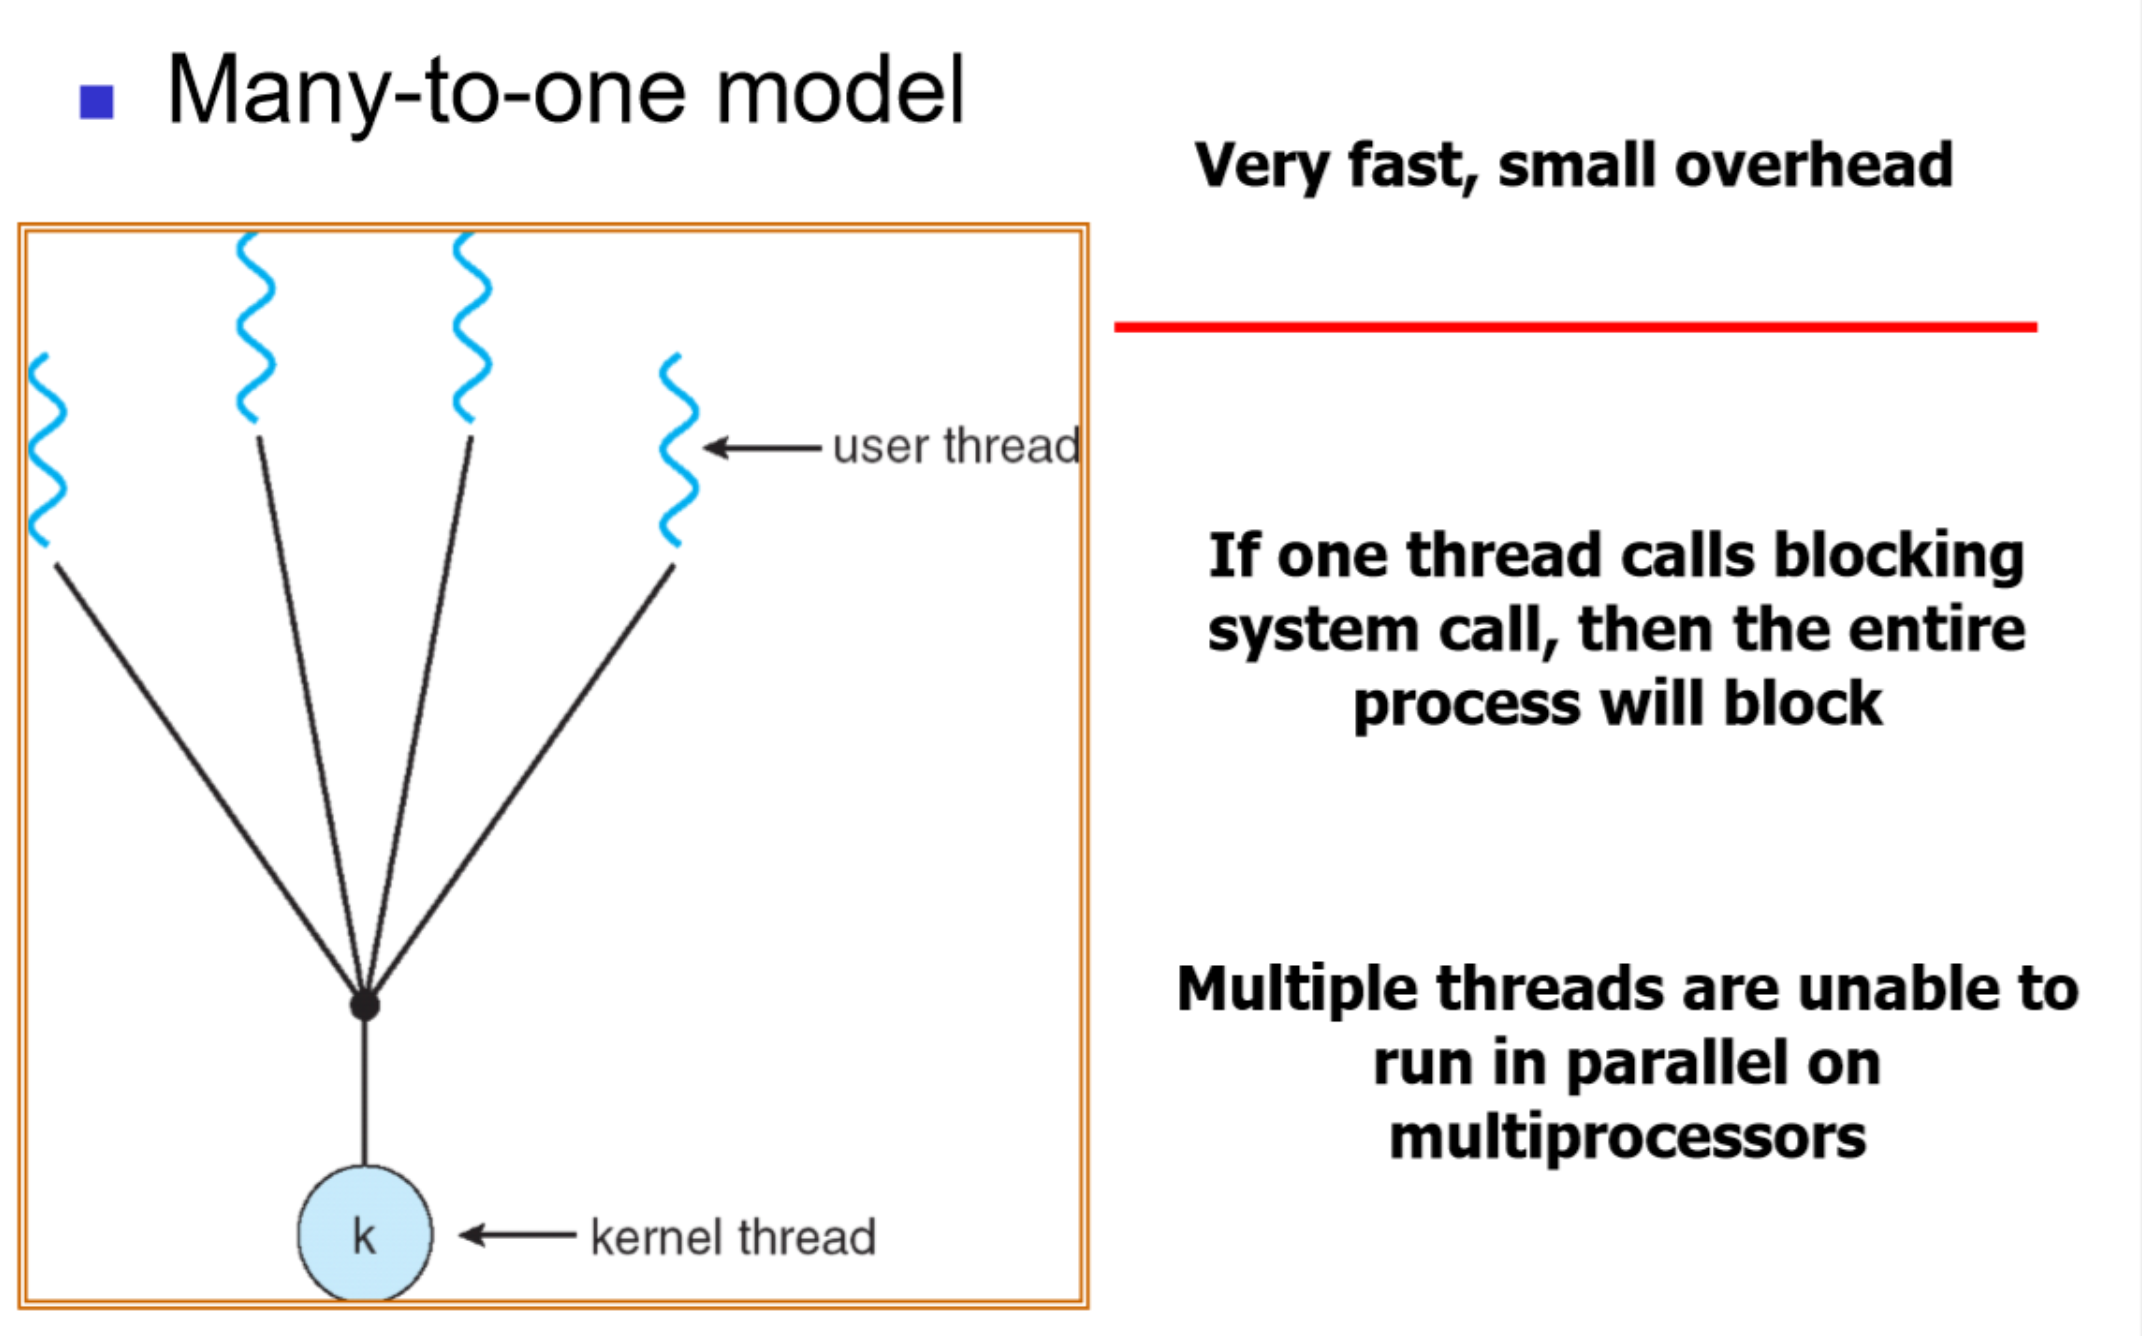 Many-to-one model
Very fast, small overhead
user thread
If one thread calls blocking
system call, then the entire
process will block
Multiple threads are unable to
run in parallel on
multiprocessors
k
kernel thread